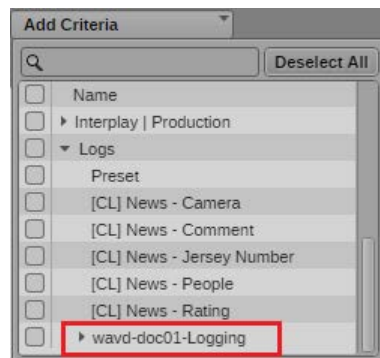 Add Criteria
Deselect All
Name
Interplay | Production
Logs
Preset
[CL] News - Camera
[CL] News - Comment
[CL] News - Jersey Number
[CL] News - People
[CL] News - Rating
wavd-doc01-Logging